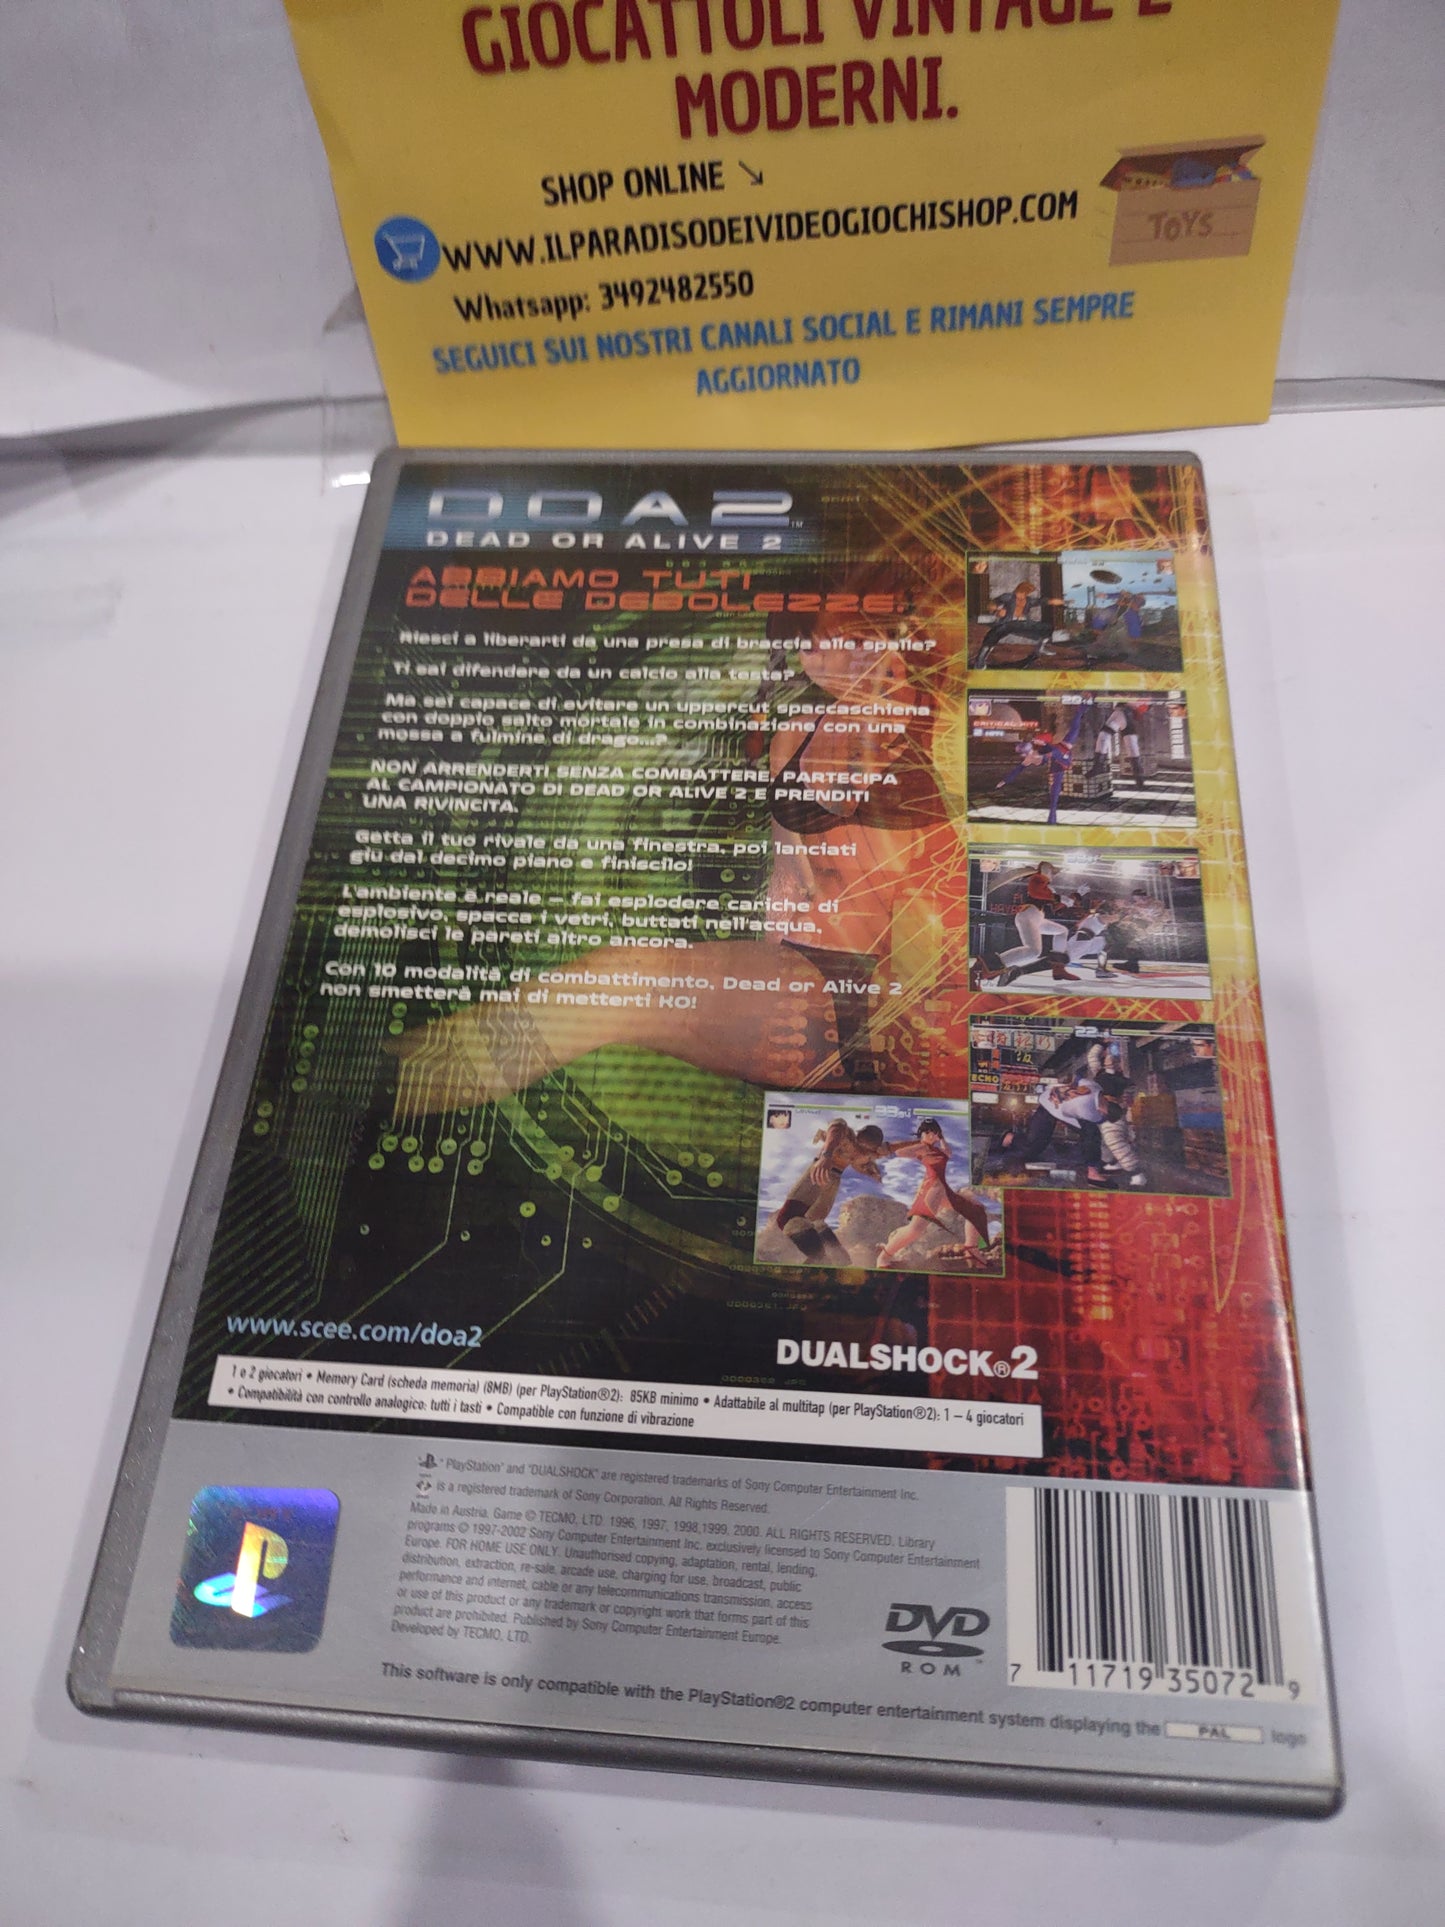 GIOCATTOLI VINTAGE E
MODERNI.
SHOP ONLINE ↘
WWW.ILPARADISODEIVIDEOGIOCHISHOP.COM
TOYS
Whatsapp: 3492482550
SEGUICI SUI NOSTRI CANALI SOCIAL E RIMANI SEMPRE
AGGIORNATO
DOA2™
DEAD OR ALIVE 2
ABBIAMO TUTI
DELLE DEBOLEZZE.
Riesci a liberarti da una presa di braccia alle spalle?
Ti sai difendere da un calcio alla testa?
Ma sei capace di evitare un uppercut spaccaschiena
con doppio salto mortale in combinazione con una
mossa a fulmine di drago...?
NON ARRENDERTI SENZA COMBATTERE. PARTECIPA
AL CAMPIONATO DI DEAD OR ALIVE 2 E PRENDITI
UNA RIVINCITA.
Getta il tuo rivale da una finestra, poi lanciati
giù dal decimo piano e finiscilo!
L'ambiente è reale – fai esplodere cariche di
esplosivo, spacca i vetri, buttati nell'acqua,
demolisci le pareti altro ancora.
Con 10 modalità di combattimento, Dead or Alive 2
non smetterà mai di metterti KO!
CRITICAL HIT!
TECMO
www.scee.com/doa2
DUALSHOCK®2
1 o 2 giocatori • Memory Card (scheda memoria) (8MB) (per PlayStation®2): 85KB minimo • Adattabile al multitap (per PlayStation®2): 1 – 4 giocatori
• Compatibilità con controllo analogico: tutti i tasti • Compatible con funzione di vibrazione
" PlayStation" and "DUALSHOCK" are registered trademarks of Sony Computer Entertainment Inc.
is a registered trademark of Sony Corporation. All Rights Reserved.
Made in Austria. Game © TECMO, LTD. 1996, 1997, 1998,1999, 2000. ALL RIGHTS RESERVED. Library
programs © 1997-2002 Sony Computer Entertainment Inc. exclusively licensed to Sony Computer Entertainment
Europe. FOR HOME USE ONLY. Unauthorised copying, adaptation, rental, lending,
distribution, extraction, re-sale, arcade use, charging for use, broadcast, public
performance and internet, cable or any telecommunications transmission, access
or use of this product or any trademark or copyright work that forms part of this
product are prohibited. Published by Sony Computer Entertainment Europe.
Developed by TECMO, LTD.
DVD
ROM
7 11719 35072 9
This software is only compatible with the PlayStation®2 computer entertainment system displaying the PAL logo